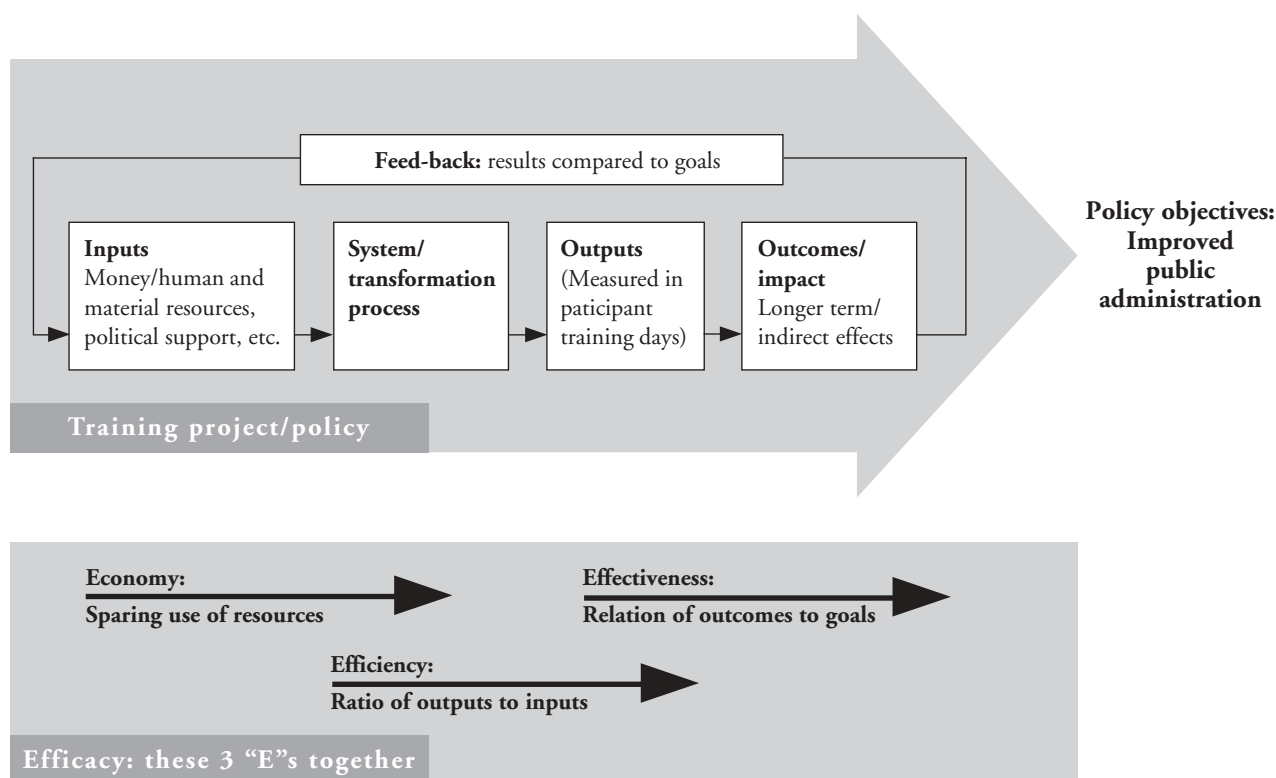 Feed-back: results compared to goals
Inputs
Money/human and
material resources,
political support, etc.
System/
transformation
process
Outputs
(Measured in
paticipant
training days)
Outcomes/
impact
Longer term/
indirect effects
Policy objectives:
Improved
public
administration
Training project/policy
Economy:
Sparing use of resources
Effectiveness:
Relation of outcomes to goals
Efficiency:
Ratio of outputs to inputs
Efficacy: these 3 “E”s together